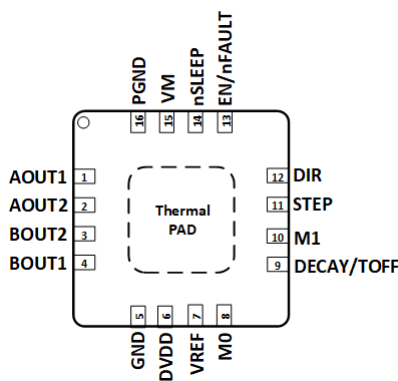 PGND
VM
nSLEEP
EN/nFAULT
16
15
14
13
AOUT1 1
AOUT2 2
BOUT2 3
BOUT1 4
Thermal
PAD
12 DIR
11 STEP
10 M1
9 DECAY/TOFF
5
6
7
8
GND
DVDD
VREF
M0